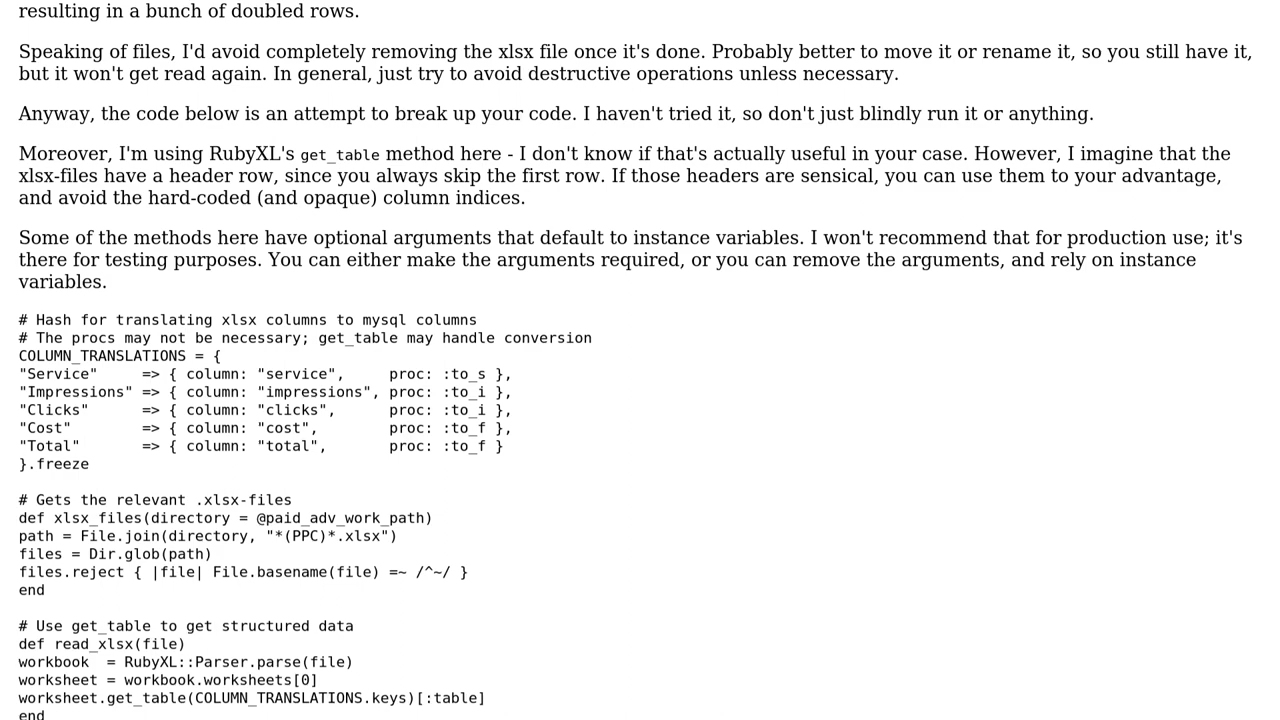 resulting in a bunch of doubled rows.
Speaking of files, I'd avoid completely removing the xlsx file once it's done. Probably better to move it or rename it, so you still have it,
but it won't get read again. In general, just try to avoid destructive operations unless necessary.
Anyway, the code below is an attempt to break up your code. I haven't tried it, so don't just blindly run it or anything.
Moreover, I'm using RubyXL's get_table method here - I don't know if that's actually useful in your case. However, I imagine that the
xlsx-files have a header row, since you always skip the first row. If those headers are sensical, you can use them to your advantage,
and avoid the hard-coded (and opaque) column indices.
Some of the methods here have optional arguments that default to instance variables. I won't recommend that for production use; it's
there for testing purposes. You can either make the arguments required, or you can remove the arguments, and rely on instance
variables.
# Hash for translating xlsx columns to mysql columns
# The procs may not be necessary; get_table may handle conversion
COLUMN_TRANSLATIONS = {
"Service"     => { column: "service",     proc: :to_s },
"Impressions" => { column: "impressions", proc: :to_i },
"Clicks"      => { column: "clicks",      proc: :to_i },
"Cost"        => { column: "cost",        proc: :to_f },
"Total"       => { column: "total",       proc: :to_f }
}.freeze
# Gets the relevant .xlsx-files
def xlsx_files(directory = @paid_adv_work_path)
path = File.join(directory, "*(PPC)*.xlsx")
files = Dir.glob(path)
files.reject { |file| File.basename(file) =~ /^~/ }
end
# Use get_table to get structured data
def read_xlsx(file)
workbook  = RubyXL::Parser.parse(file)
worksheet = workbook.worksheets[0]
worksheet.get_table(COLUMN_TRANSLATIONS.keys)[:table]
end